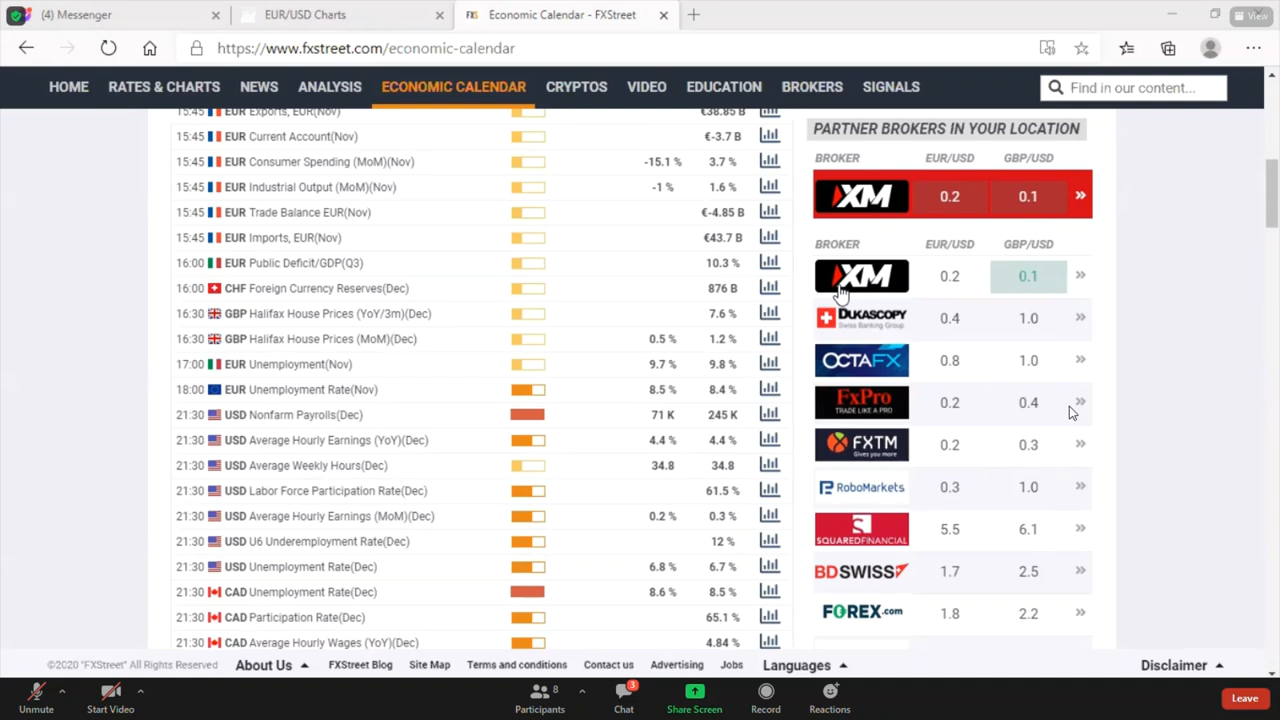 (4) Messenger
EUR/USD Charts
FXS Economic Calendar - FXStreet
View
https://www.fxstreet.com/economic-calendar
HOME RATES & CHARTS NEWS ANALYSIS ECONOMIC CALENDAR CRYPTOS VIDEO EDUCATION BROKERS SIGNALS
Find in our content...
15:45 EUR Exports, EUR(Nov) €38.85 B
15:45 EUR Current Account(Nov) €-3.7 B
15:45 EUR Consumer Spending (MoM)(Nov) -15.1 % 3.7 %
15:45 EUR Industrial Output (MoM)(Nov) -1 % 1.6 %
15:45 EUR Trade Balance EUR(Nov) €-4.85 B
15:45 EUR Imports, EUR(Nov) €43.7 B
16:00 EUR Public Deficit/GDP(Q3) 10.3 %
16:00 CHF Foreign Currency Reserves(Dec) 876 B
16:30 GBP Halifax House Prices (YoY/3m)(Dec) 7.6 %
16:30 GBP Halifax House Prices (MoM)(Dec) 0.5 % 1.2 %
17:00 EUR Unemployment(Nov) 9.7 % 9.8 %
18:00 EUR Unemployment Rate(Nov) 8.5 % 8.4 %
21:30 USD Nonfarm Payrolls(Dec) 71 K 245 K
21:30 USD Average Hourly Earnings (YoY)(Dec) 4.4 % 4.4 %
21:30 USD Average Weekly Hours(Dec) 34.8 34.8
21:30 USD Labor Force Participation Rate(Dec) 61.5 %
21:30 USD Average Hourly Earnings (MoM)(Dec) 0.2 % 0.3 %
21:30 USD U6 Underemployment Rate(Dec) 12 %
21:30 USD Unemployment Rate(Dec) 6.8 % 6.7 %
21:30 CAD Unemployment Rate(Dec) 8.6 % 8.5 %
21:30 CAD Participation Rate(Dec) 65.1 %
21:30 CAD Average Hourly Wages (YoY)(Dec) 4.84 %
PARTNER BROKERS IN YOUR LOCATION
BROKER EUR/USD GBP/USD
XM 0.2 0.1 »
BROKER EUR/USD GBP/USD
XM 0.2 0.1 »
DUKASCOPY Swiss Banking Group 0.4 1.0 »
OCTAFX 0.8 1.0 »
FxPro TRADE LIKE A PRO 0.2 0.4 »
FXTM Gives you more 0.2 0.3 »
RoboMarkets 0.3 1.0 »
SQUAREDFINANCIAL 5.5 6.1 »
BDSWISS 1.7 2.5 »
FOREX.com 1.8 2.2 »
©2020 "FXStreet" All Rights Reserved About Us FXStreet Blog Site Map Terms and conditions Contact us Advertising Jobs Languages Disclaimer
Unmute
Start Video
8
Participants
3
Chat
Share Screen
Record
Reactions
Leave